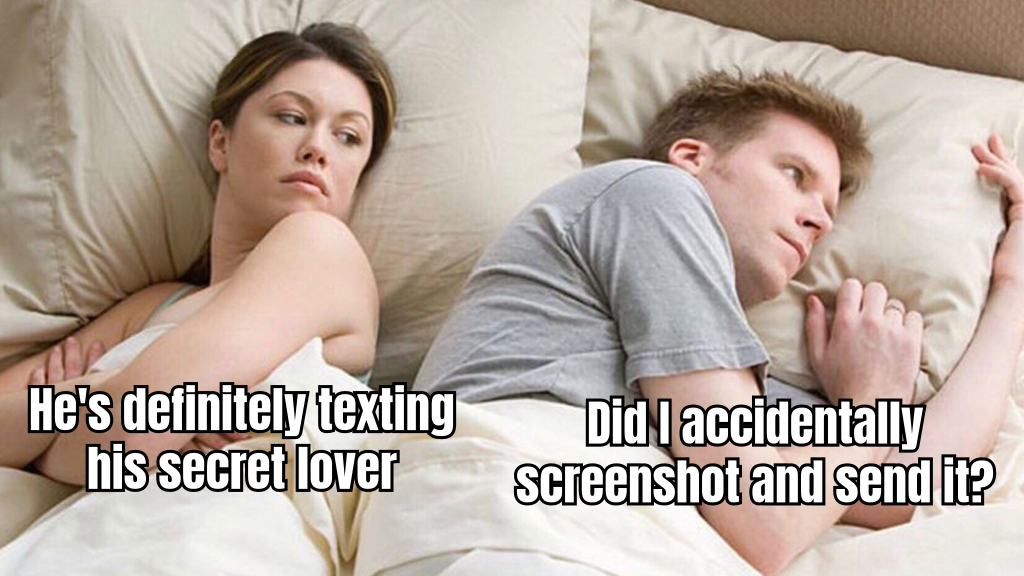 He's definitely texting
his secret lover
Did I accidentally
screenshot and send it?